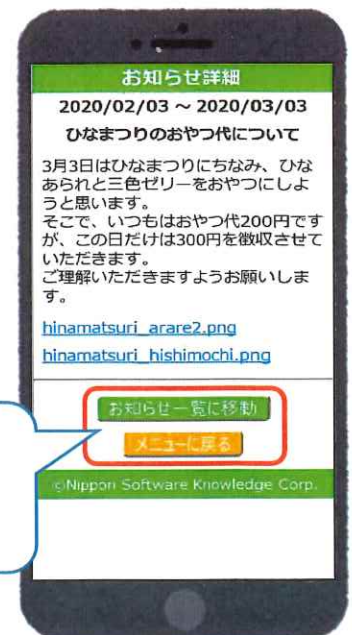 お知らせ詳細
2020/02/03 ～ 2020/03/03
ひなまつりのおやつ代について
3月3日はひなまつりにちなみ、ひな
あられと三色ゼリーをおやつにしよ
うと思います。
そこで、いつもはおやつ代200円です
が、この日だけは300円を徴収させて
いただきます。
ご理解いただきますようお願いしま
す。
hinamatsuri_arare2.png
hinamatsuri_hishimochi.png
お知らせ一覧に移動
メニューに戻る
©Nippon Software Knowledge Corp.